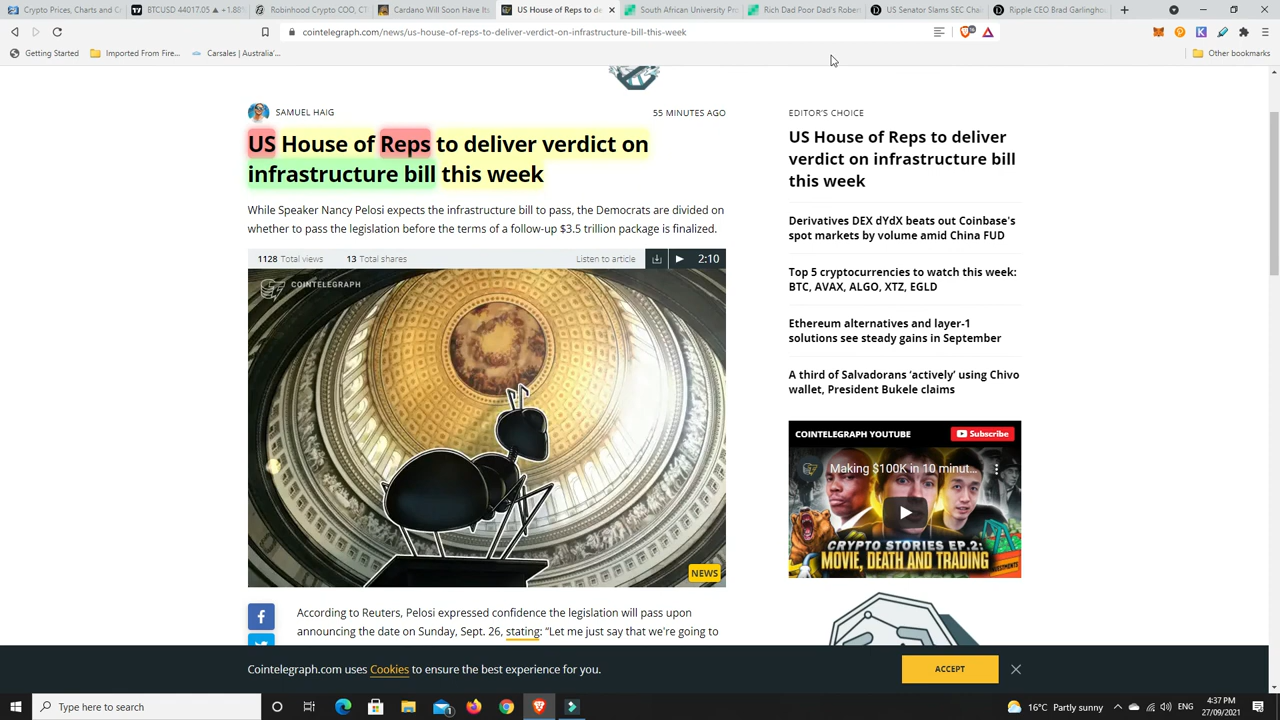 Crypto Prices, Charts and C
BTCUSD 44017.05 ▲ +1.88%
Robinhood Crypto COO, CT
Cardano Will Soon Have Its
US House of Reps to de
South African University Pr
Rich Dad Poor Dad's Rober
US Senator Slams SEC Chai
Ripple CEO Brad Garlingho
cointelegraph.com/news/us-house-of-reps-to-deliver-verdict-on-infrastructure-bill-this-week
Getting Started
Imported From Fire...
Carsales | Australia'...
Other bookmarks
SAMUEL HAIG
55 MINUTES AGO
US House of Reps to deliver verdict on
infrastructure bill this week
While Speaker Nancy Pelosi expects the infrastructure bill to pass, the Democrats are divided on
whether to pass the legislation before the terms of a follow-up $3.5 trillion package is finalized.
1128 Total views
13 Total shares
Listen to article
2:10
COINTELEGRAPH
NEWS
According to Reuters, Pelosi expressed confidence the legislation will pass upon
announcing the date on Sunday, Sept. 26, stating: “Let me just say that we're going to
EDITOR'S CHOICE
US House of Reps to deliver
verdict on infrastructure bill
this week
Derivatives DEX dYdX beats out Coinbase's
spot markets by volume amid China FUD
Top 5 cryptocurrencies to watch this week:
BTC, AVAX, ALGO, XTZ, EGLD
Ethereum alternatives and layer-1
solutions see steady gains in September
A third of Salvadorans ‘actively’ using Chivo
wallet, President Bukele claims
COINTELEGRAPH YOUTUBE
Subscribe
Making $100K in 10 minut...
CRYPTO STORIES EP.2:
MOVIE, DEATH AND TRADING
Cointelegraph.com uses Cookies to ensure the best experience for you.
ACCEPT
Type here to search
16°C Partly sunny
ENG
4:37 PM
27/09/2021